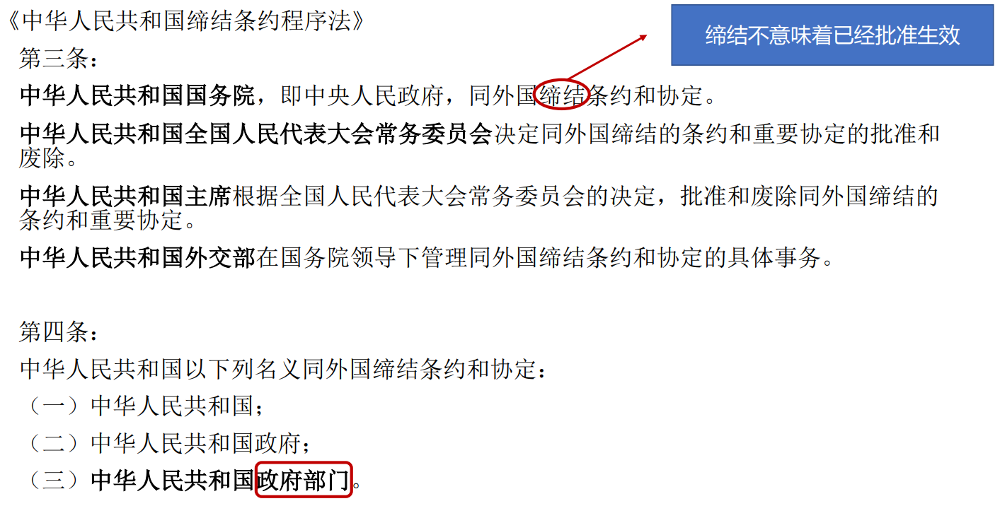 《中华人民共和国缔结条约程序法》
缔结不意味着已经批准生效
第三条：
中华人民共和国国务院，即中央人民政府，同外国缔结条约和协定。
中华人民共和国全国人民代表大会常务委员会决定同外国缔结的条约和重要协定的批准和
废除。
中华人民共和国主席根据全国人民代表大会常务委员会的决定，批准和废除同外国缔结的
条约和重要协定。
中华人民共和国外交部在国务院领导下管理同外国缔结条约和协定的具体事务。
第四条：
中华人民共和国以下列名义同外国缔结条约和协定：
（一）中华人民共和国；
（二）中华人民共和国政府；
（三）中华人民共和国政府部门。